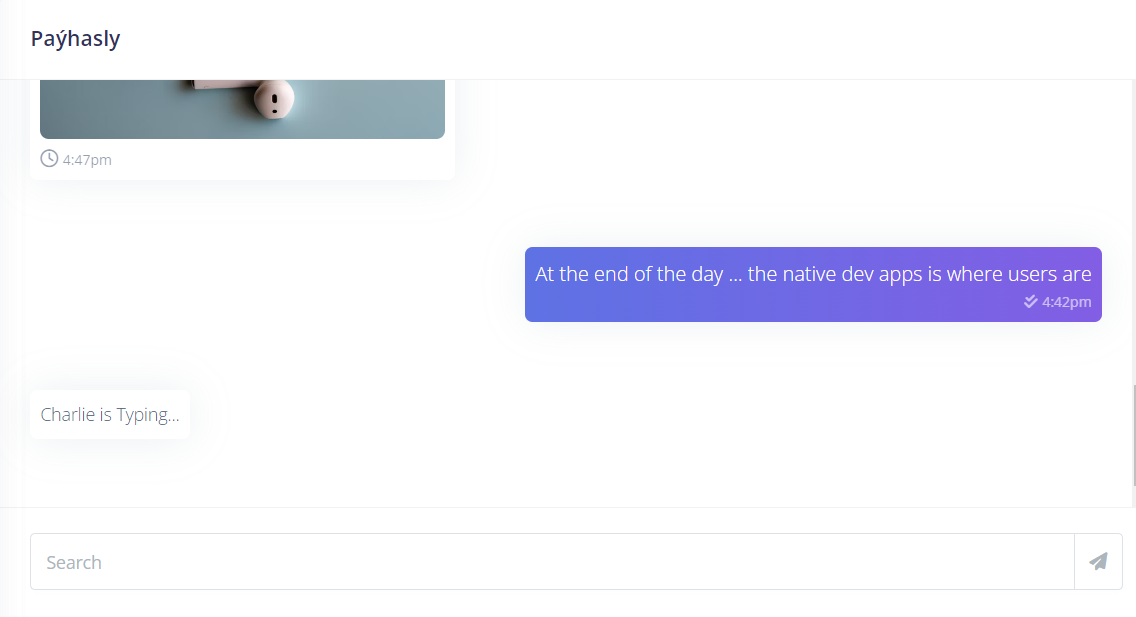 Paýhasly
4:47pm
At the end of the day ... the native dev apps is where users are
4:42pm
Charlie is Typing...
Search